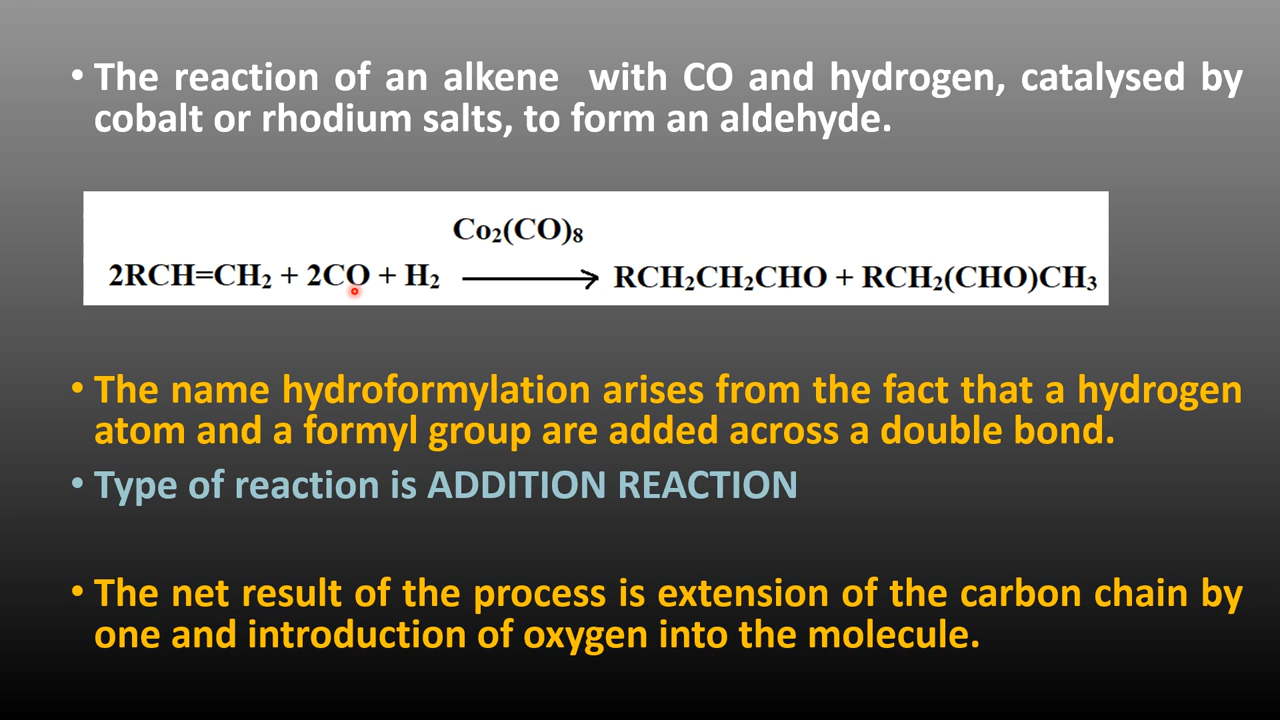 • The reaction of an alkene with CO and hydrogen, catalysed by
cobalt or rhodium salts, to form an aldehyde.
Co₂(CO)₈
2RCH=CH₂ + 2CO + H₂ ⟶ RCH₂CH₂CHO + RCH₂(CHO)CH₃
• The name hydroformylation arises from the fact that a hydrogen
atom and a formyl group are added across a double bond.
• Type of reaction is ADDITION REACTION
• The net result of the process is extension of the carbon chain by
one and introduction of oxygen into the molecule.